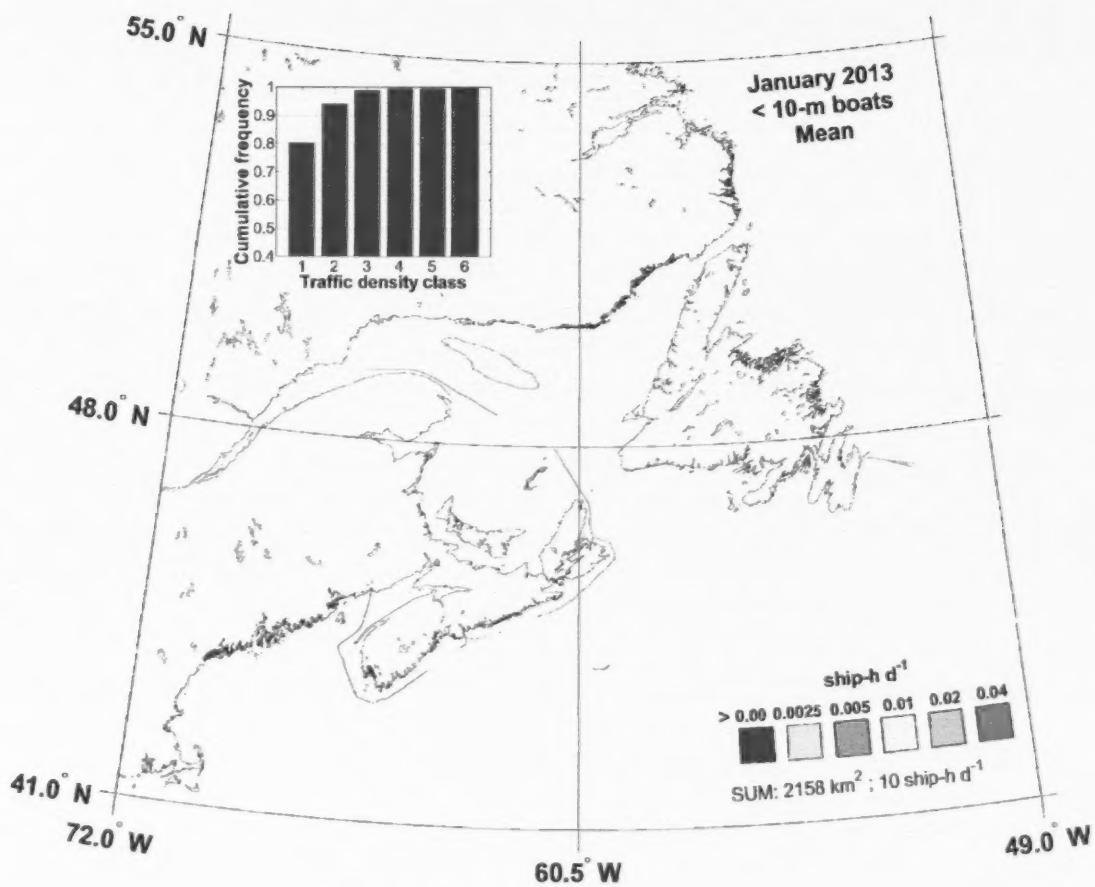 55.0° N
January 2013
< 10-m boats
Mean
Cumulative frequency
1
0.9
0.8
0.7
0.6
0.5
0.4
1 2 3 4 5 6
Traffic density class
48.0° N
ship-h d⁻¹
> 0.00 0.0025 0.005 0.01 0.02 0.04
SUM: 2158 km² ; 10 ship-h d⁻¹
41.0° N
72.0° W
60.5° W
49.0° W